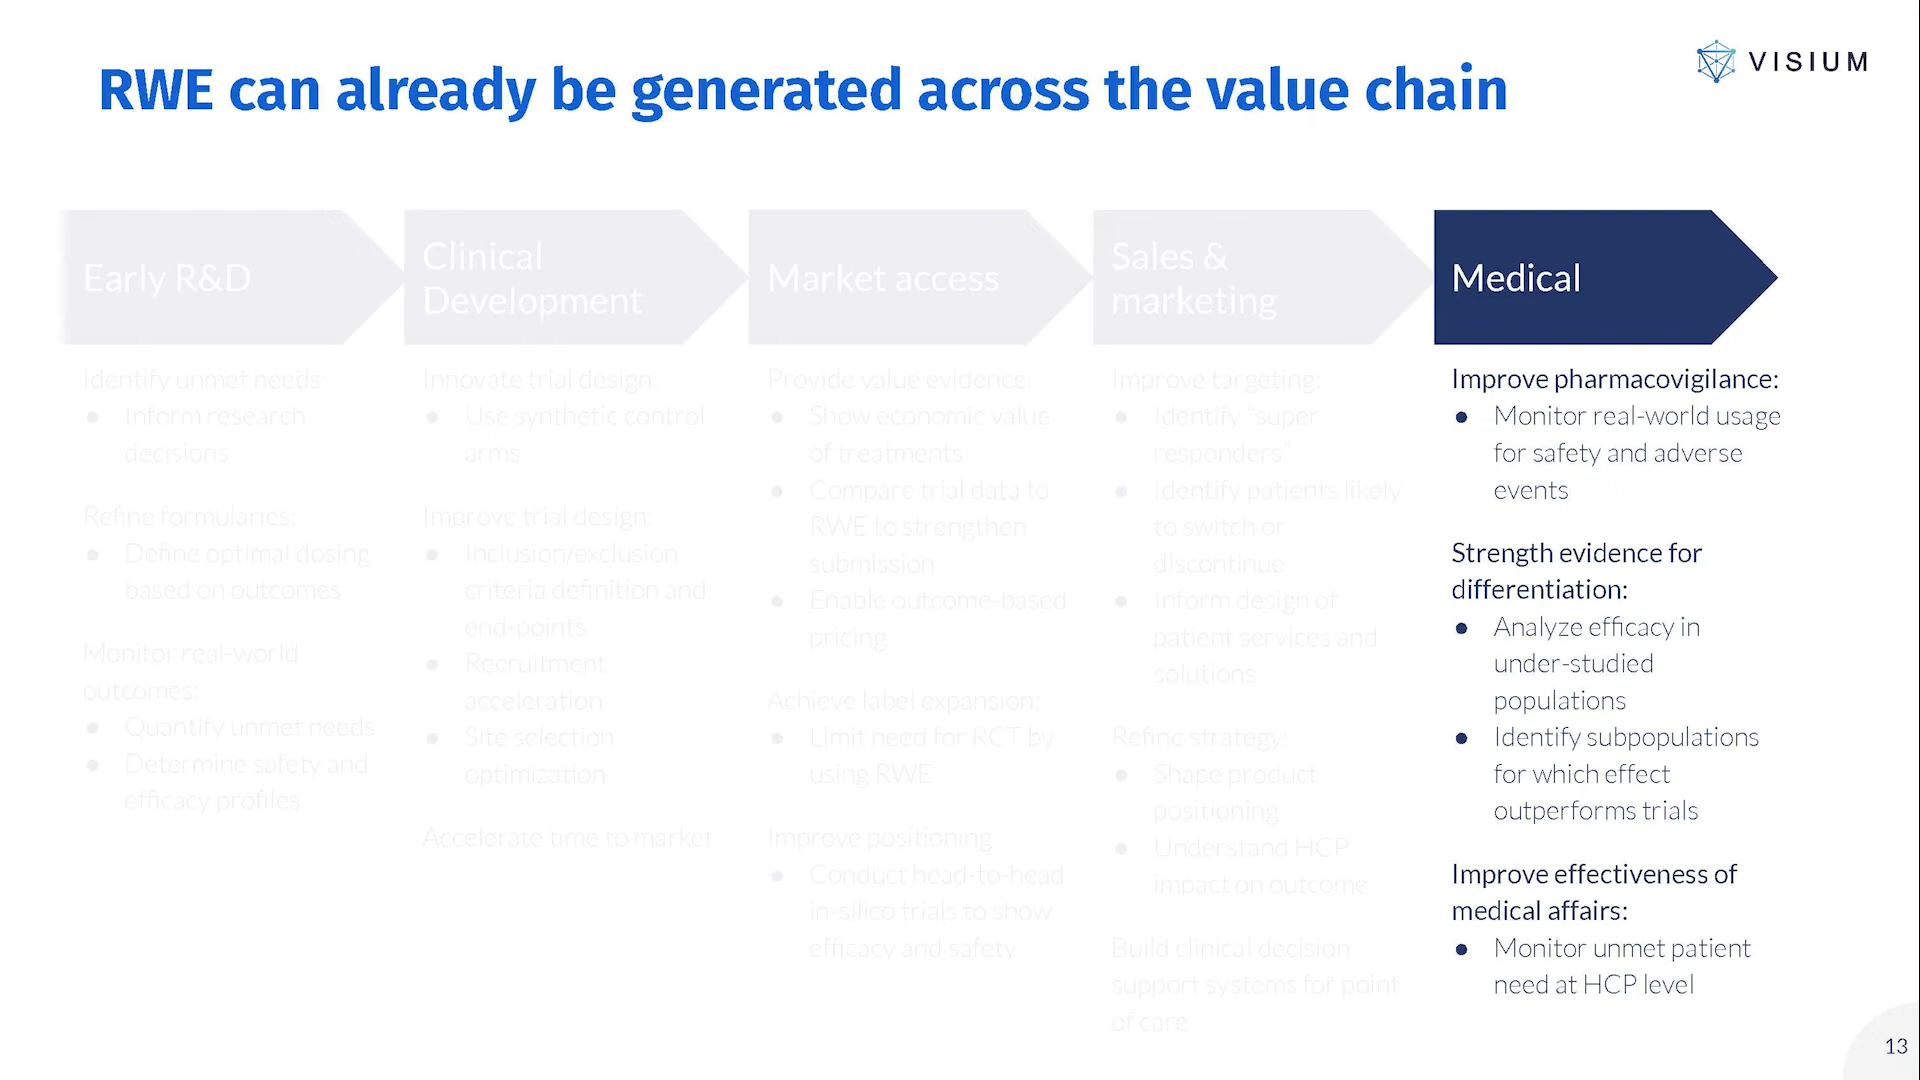 RWE can already be generated across the value chain
VISIUM
Early R&D
Identify unmet needs:
● Inform research
decisions
Refine formularies:
● Define optimal dosing
based on outcomes
Monitor real-world
outcomes:
● Quantify unmet needs
● Determine safety and
efficacy profiles
Clinical
Development
Innovate trial design:
● Use synthetic control
arms
Improve trial design:
● Inclusion/exclusion
criteria definition and
end-points
● Recruitment
acceleration
● Site selection
optimization
Accelerate time to market
Market access
Provide value evidence:
● Show economic value
of treatments
● Compare trial data to
RWE to strengthen
submission
● Enable outcome-based
pricing
Achieve label expansion:
● Limit need for RCT by
using RWE
Improve positioning
● Conduct head-to-head
in-silico trials to show
efficacy and safety
Sales &
marketing
Improve targeting:
● Identify "super
responders"
● Identify patients likely
to switch or
discontinue
● Inform design of
patient services and
solutions
Refine strategy:
● Shape product
positioning
● Understand HCP
impact on outcome
Build clinical decision
support systems for point
of care
Medical
Improve pharmacovigilance:
● Monitor real-world usage
for safety and adverse
events
Strength evidence for
differentiation:
● Analyze efficacy in
under-studied
populations
● Identify subpopulations
for which effect
outperforms trials
Improve effectiveness of
medical affairs:
● Monitor unmet patient
need at HCP level
13